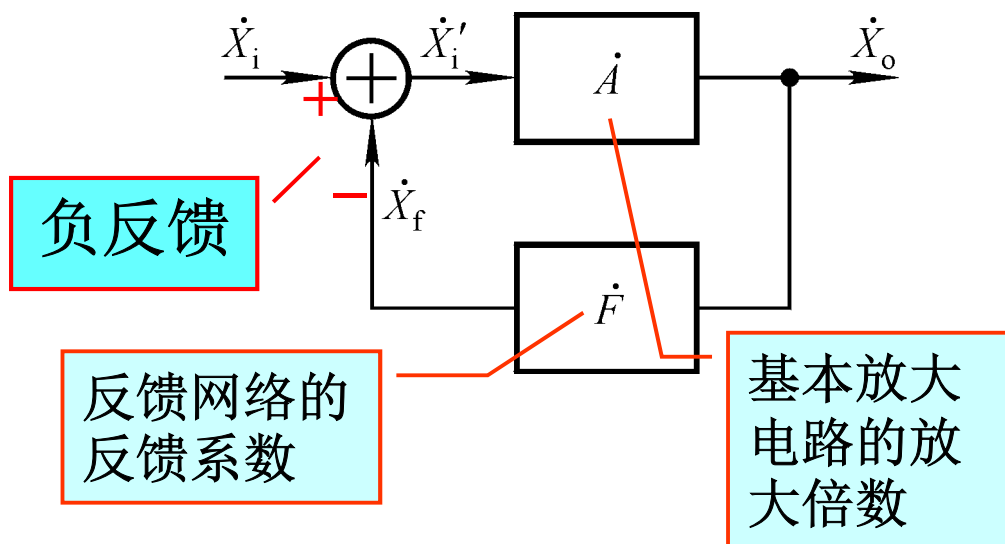 Ẋi
Ẋi′
Ȧ
Ẋo
+
+
−
Ẋf
负反馈
Ḟ
反馈网络的
反馈系数
基本放大
电路的放
大倍数